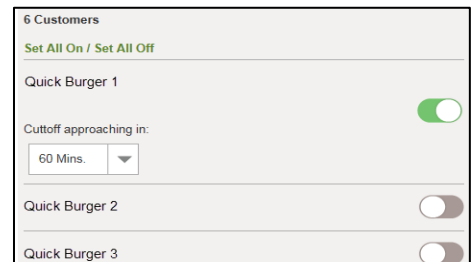 6 Customers
Set All On / Set All Off
Quick Burger 1
Cuttoff approaching in:
60 Mins.
Quick Burger 2
Quick Burger 3